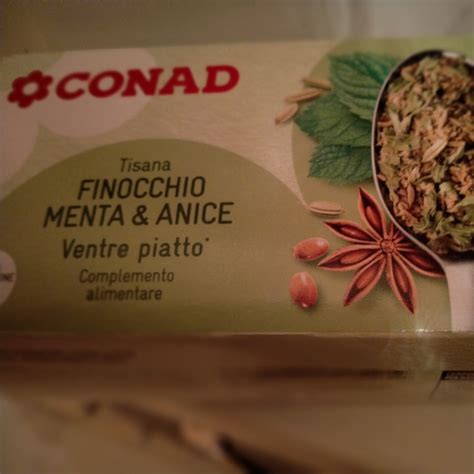 CONAD
Tisana
FINOCCHIO
MENTA & ANICE
Ventre piatto*
Complemento
alimentare